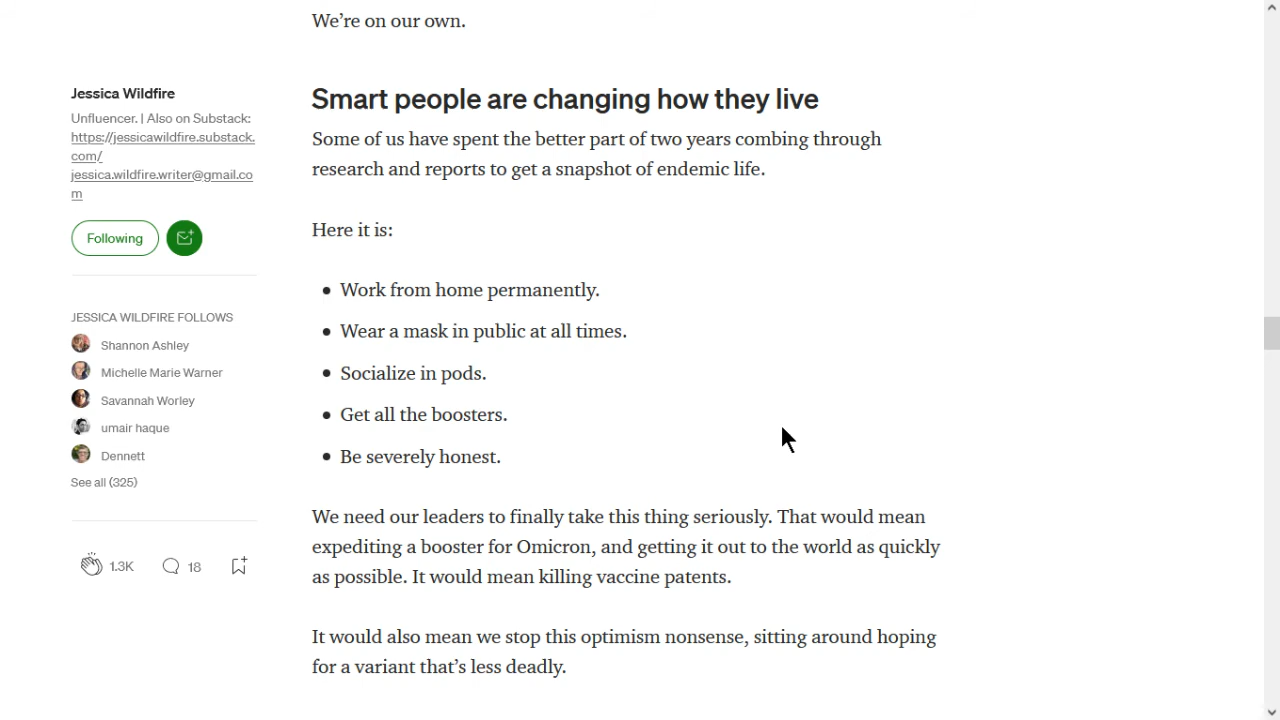 We're on our own.
Jessica Wildfire
Unfluencer. | Also on Substack:
https://jessicawildfire.substack.
com/
jessica.wildfire.writer@gmail.co
m
Following
JESSICA WILDFIRE FOLLOWS
Shannon Ashley
Michelle Marie Warner
Savannah Worley
umair haque
Dennett
See all (325)
1.3K
18
Smart people are changing how they live
Some of us have spent the better part of two years combing through
research and reports to get a snapshot of endemic life.
Here it is:
• Work from home permanently.
• Wear a mask in public at all times.
• Socialize in pods.
• Get all the boosters.
• Be severely honest.
We need our leaders to finally take this thing seriously. That would mean
expediting a booster for Omicron, and getting it out to the world as quickly
as possible. It would mean killing vaccine patents.
It would also mean we stop this optimism nonsense, sitting around hoping
for a variant that's less deadly.